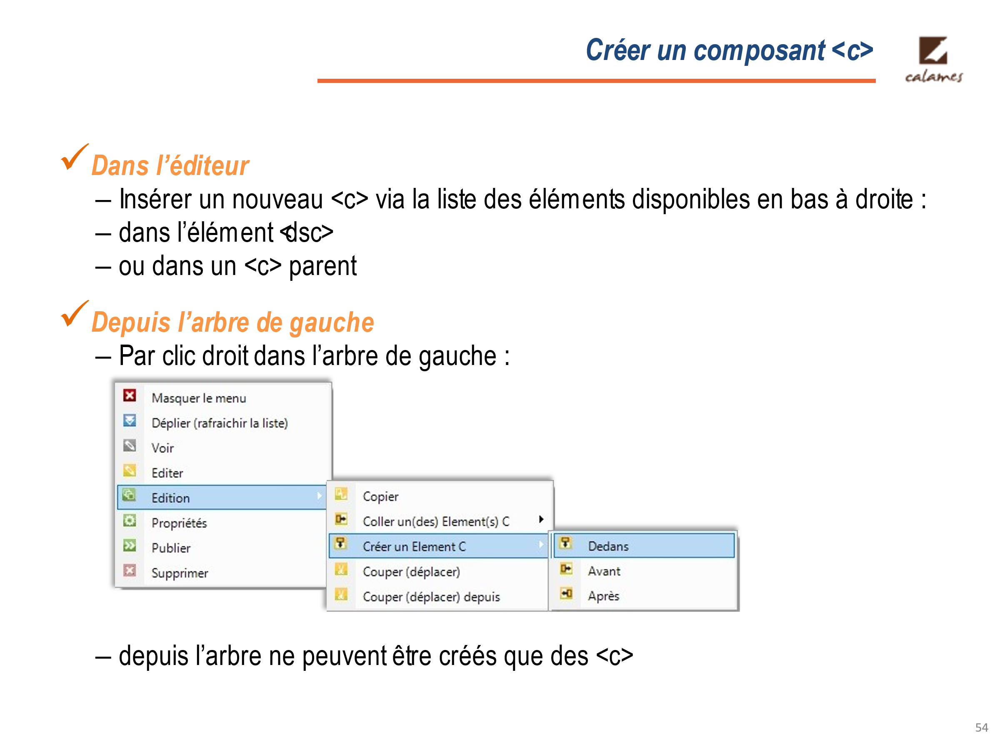 Créer un composant <c>
calames
Dans l’éditeur
– Insérer un nouveau <c> via la liste des éléments disponibles en bas à droite :
– dans l’élément <dsc>
– ou dans un <c> parent
Depuis l’arbre de gauche
– Par clic droit dans l’arbre de gauche :
Masquer le menu
Déplier (rafraichir la liste)
Voir
Editer
Edition
Propriétés
Publier
Supprimer
Copier
Coller un(des) Element(s) C
Créer un Element C
Couper (déplacer)
Couper (déplacer) depuis
Dedans
Avant
Après
– depuis l’arbre ne peuvent être créés que des <c>
54